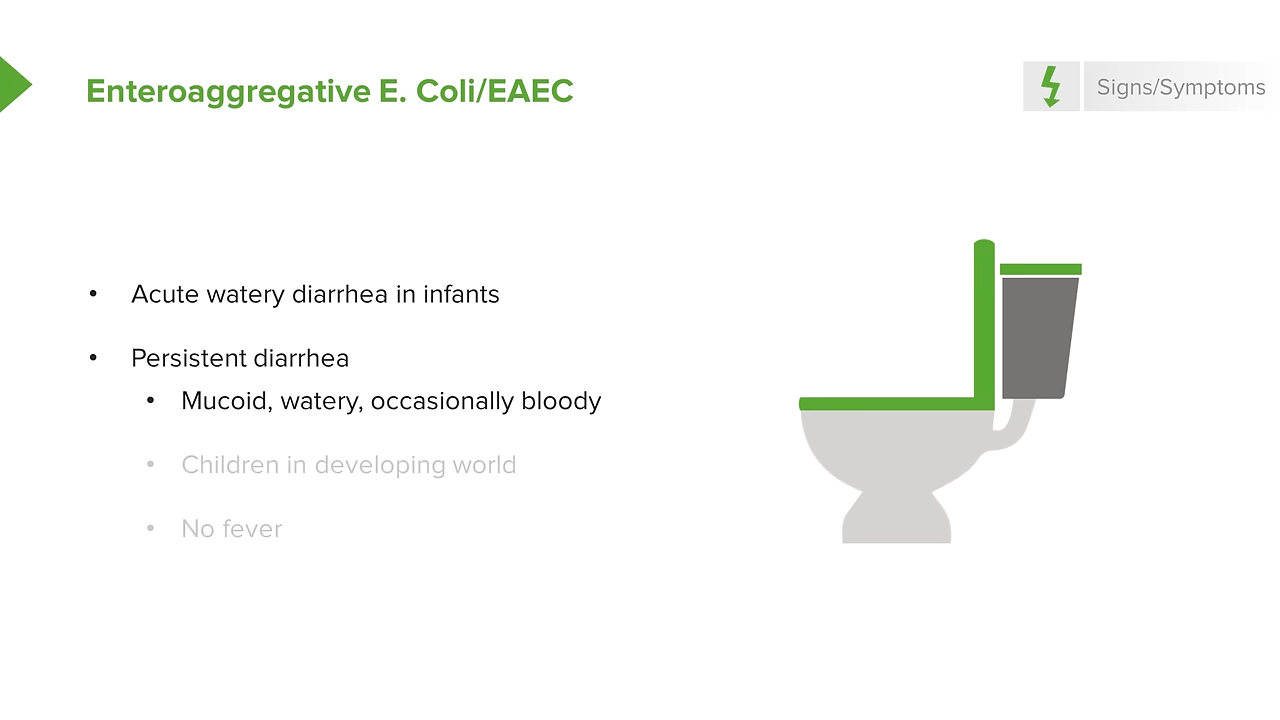 Enteroaggregative E. Coli/EAEC
Signs/Symptoms
• Acute watery diarrhea in infants
• Persistent diarrhea
• Mucoid, watery, occasionally bloody
• Children in developing world
• No fever